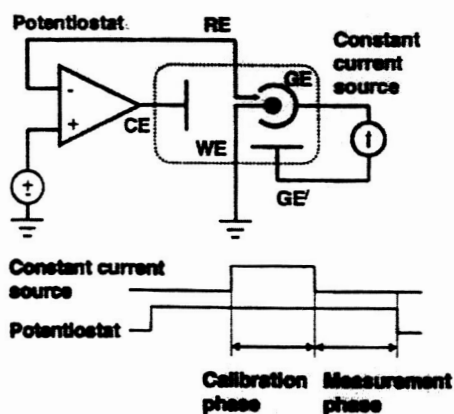 Potentiostat
RE
Constant
current
source
GE
-
+
CE
WE
GE'
Constant current
source
Potentiostat
Calibration
phase
Measurement
phase